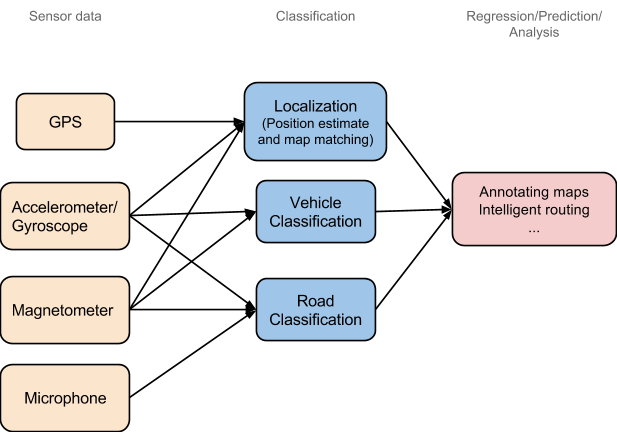 Sensor data
Classification
Regression/Prediction/
Analysis
GPS
Accelerometer/
Gyroscope
Magnetometer
Microphone
Localization
(Position estimate
and map matching)
Vehicle
Classification
Road
Classification
Annotating maps
Intelligent routing
...